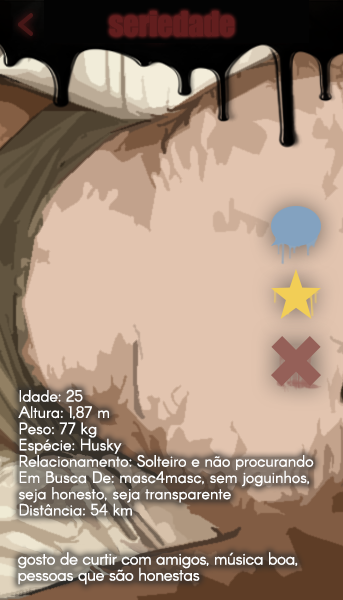 seriedade
Idade: 25
Altura: 1,87 m
Peso: 77 kg
Espécie: Husky
Relacionamento: Solteiro e não procurando
Em Busca De: masc4masc, sem joguinhos,
seja honesto, seja transparente
Distância: 54 km
gosto de curtir com amigos, música boa,
pessoas que são honestas